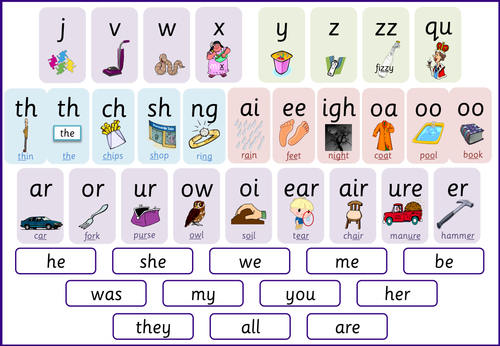 j v w x y z zz qu
fizzy
th th ch sh ng ai ee igh oa oo oo
the
thin the chips shop ring rain feet night coat pool book
ar or ur ow oi ear air ure er
car fork purse owl soil tear chair manure hammer
he she we me be
was my you her
they all are